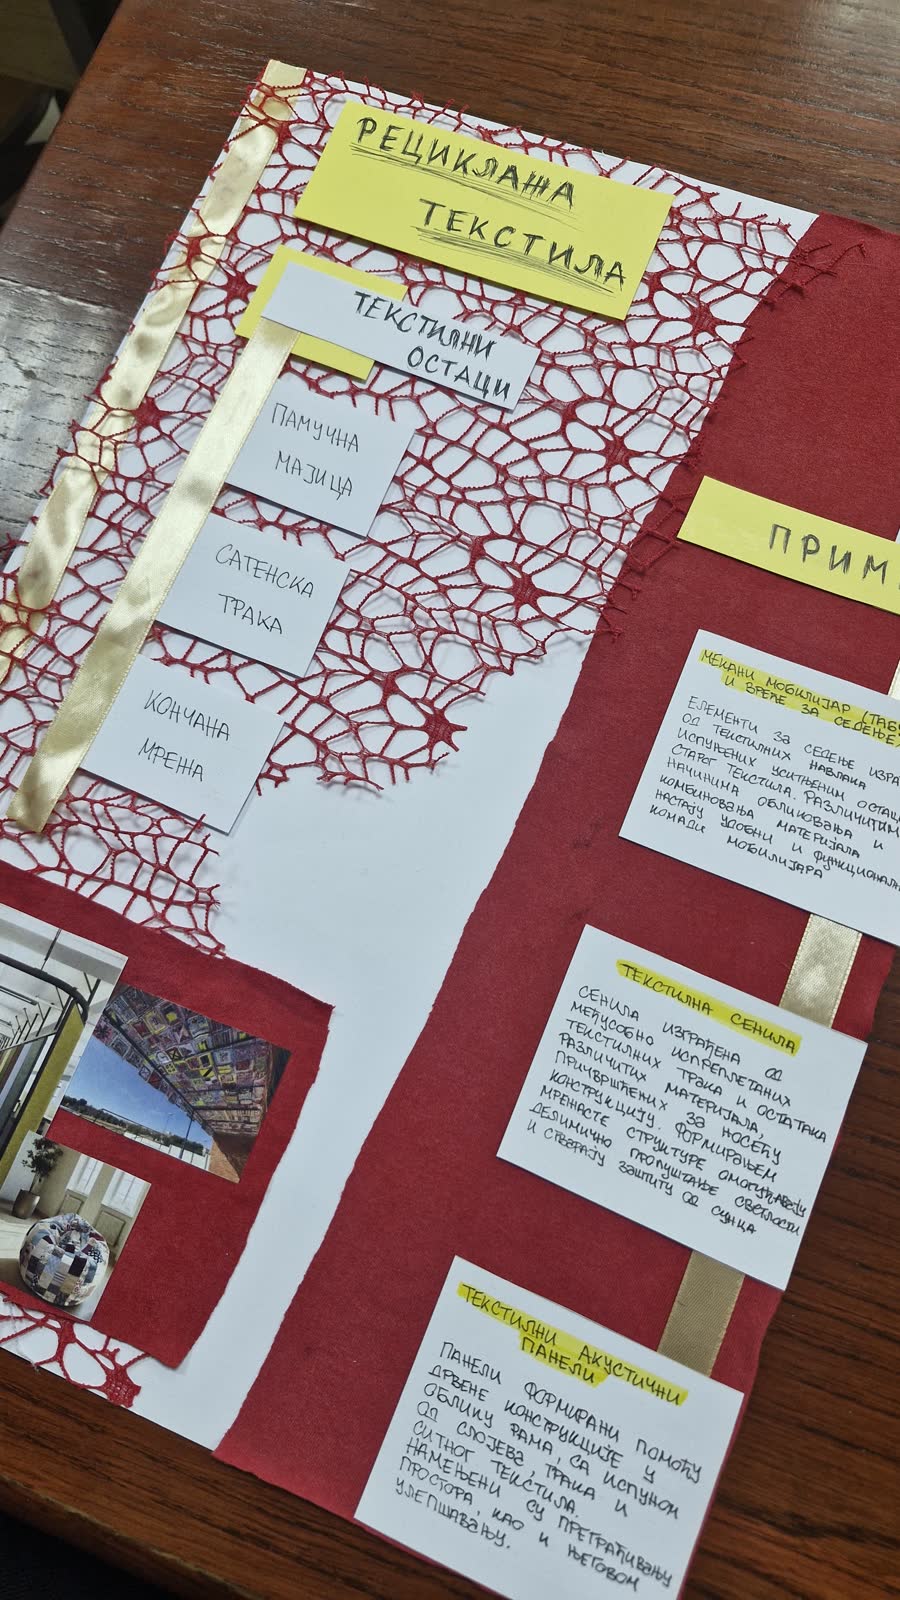 РЕЦИКЛАЖА
ТЕКСТИЛА
ТЕКСТИЛНИ
ОСТАЦИ
ПАМУЧНА
МАЈИЦА
САТЕНСКА
ТРАКА
КОНЧАНА
МРЕЖА
ПРИМ
МЕКАНИ МОБИЛИЈАР (ТАБУ
И ВРЕЋЕ ЗА СЕДЕЊЕ)
ЕЛЕМЕНТИ ЗА СЕДЕЊЕ ИЗРА
ОД ТЕКСТИЛНИХ НАВЛАКА
ИСПУЊЕНИХ УСИТЊЕНИМ ОСТАЦ
СТАРОГ ТЕКСТИЛА. РАЗЛИЧИТИМ
НАЧИНИМА ОБЛИКОВАЊА И
КОМБИНОВАЊА МАТЕРИЈАЛА
НАСТАЈУ УДОБНИ И ФУНКЦИОНАЛН
КОМАДИ МОБИЛИЈАРА
ТЕКСТИЛНА СЕНИЛА
СЕНИЛА ИЗГРАЂЕНА ОД
МЕЂУСОБНО ИСПРЕПЛЕТАНИХ
ТЕКСТИЛНИХ ТРАКА И ОСТАТАКА
РАЗЛИЧИТИХ МАТЕРИЈАЛА,
ПРИЧВРШЋЕНИХ ЗА НОСЕЋУ
КОНСТРУКЦИЈУ. ФОРМИРАЊЕМ
МРЕЖАСТЕ СТРУКТУРЕ ОМОГУЋАВАЈУ
ДЕЛИМИЧНО ПРОПУШТАЊЕ СВЕТЛОСТИ
И СТВАРАЈУ ЗАШТИТУ ОД СУНЦА
ТЕКСТИЛНИ АКУСТИЧНИ
ПАНЕЛИ
ПАНЕЛИ ФОРМИРАНИ ПОМОЋУ
ДРВЕНЕ КОНСТРУКЦИЈЕ У
ОБЛИКУ РАМА, СА ИСПУНОМ
ОД СЛОЈЕВА ТРАКА И
СИТНОГ ТЕКСТИЛА.
НАМЕЊЕНИ СУ ПРЕГРАЂИВАЊУ
ПРОСТОРА, КАО И ЊЕГОВОМ
УЛЕПШАВАЊУ.